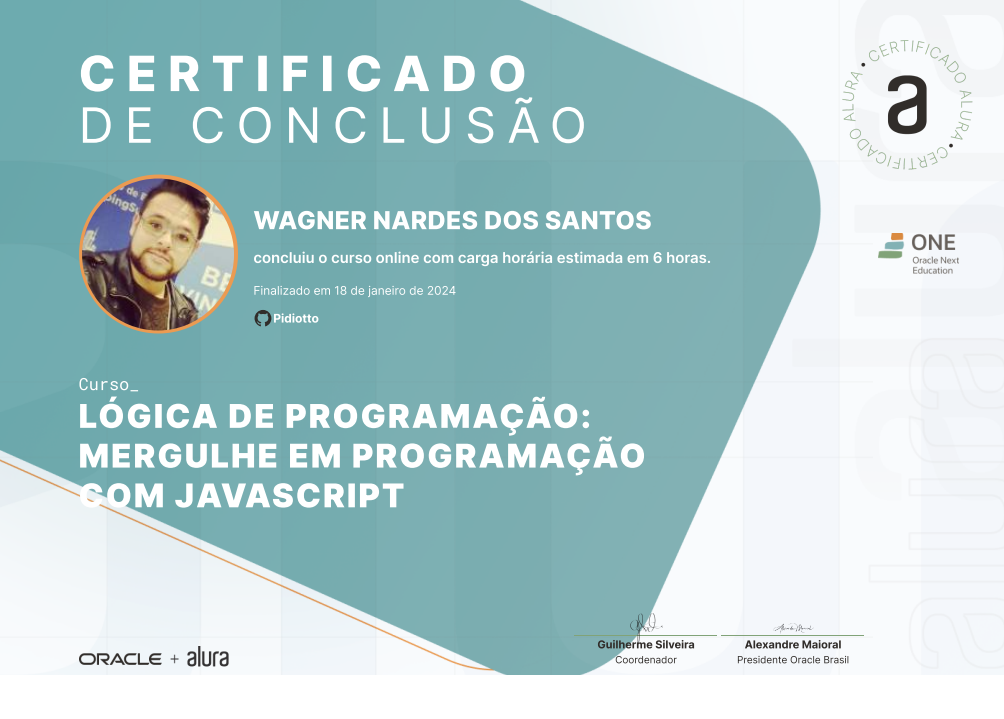 CERTIFICADO
DE CONCLUSÃO
CERTIFICADO ALURA • CERTIFICADO ALURA •
a
WAGNER NARDES DOS SANTOS
concluiu o curso online com carga horária estimada em 6 horas.
Finalizado em 18 de janeiro de 2024
Pidiotto
ONE
Oracle Next
Education
Curso_
LÓGICA DE PROGRAMAÇÃO:
MERGULHE EM PROGRAMAÇÃO
COM JAVASCRIPT
alura
ORACLE + alura
Guilherme Silveira
Coordenador
Alexandre Maioral
Presidente Oracle Brasil